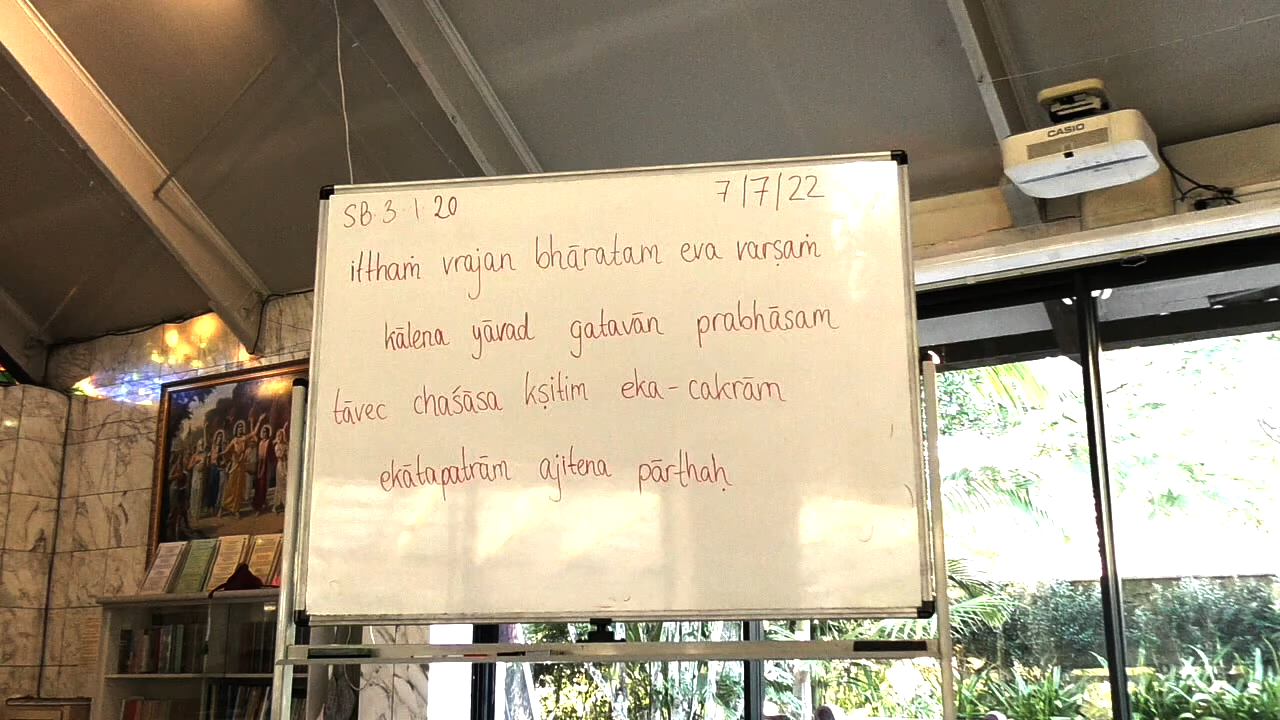 SB. 3. 1. 20
7/7/22
itthaṁ vrajan bhāratam eva varṣaṁ
kālena yāvad gatavān prabhāsam
tāvec chaśāsa kṣitim eka-cakrām
ekātapatrām ajitena pārthaḥ
CASIO